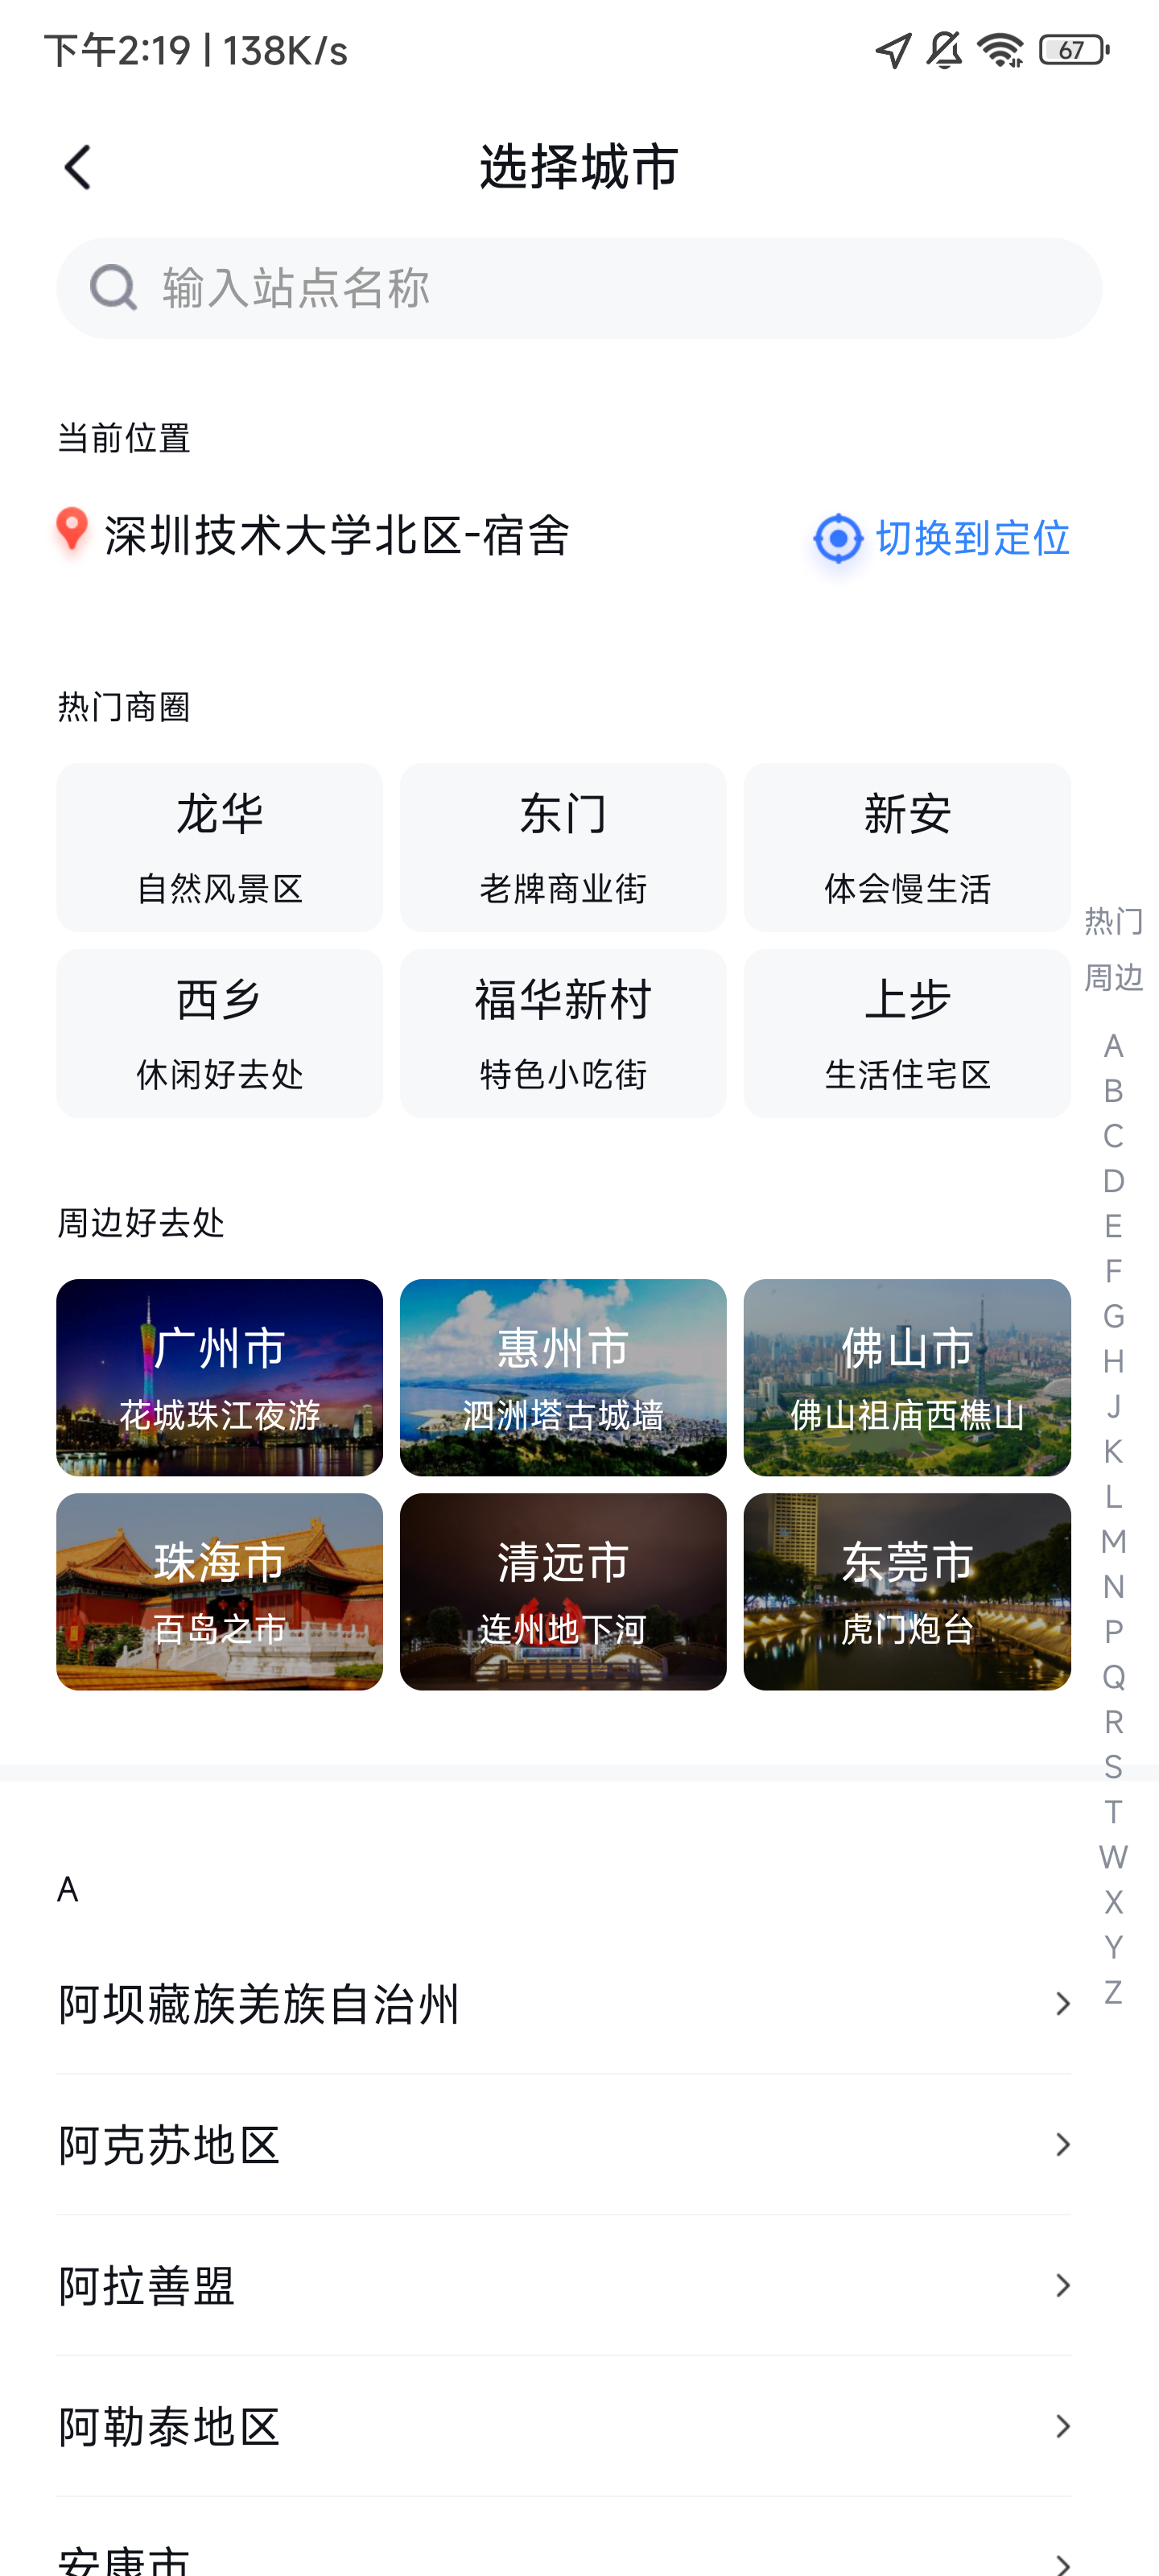 下午2:19 | 138K/s
67
选择城市
输入站点名称
当前位置
深圳技术大学北区-宿舍
切换到定位
热门商圈
龙华
东门
新安
自然风景区
老牌商业街
体会慢生活
西乡
福华新村
上步
休闲好去处
特色小吃街
生活住宅区
周边好去处
广州市
惠州市
佛山市
花城珠江夜游
泗洲塔古城墙
佛山祖庙西樵山
珠海市
清远市
东莞市
百岛之市
连州地下河
虎门炮台
热门
周边
A
B
C
D
E
F
G
H
J
K
L
M
N
P
Q
R
S
T
W
X
Y
Z
A
阿坝藏族羌族自治州
阿克苏地区
阿拉善盟
阿勒泰地区
安康市